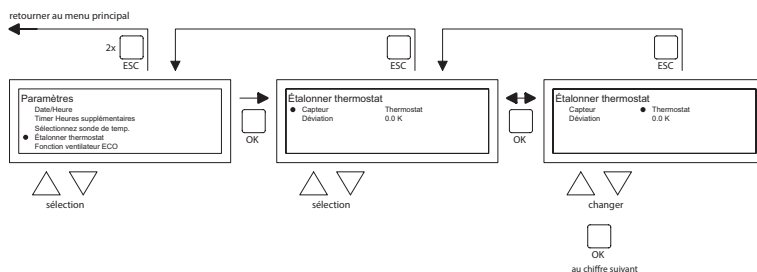 retourner au menu principal
2x
ESC
ESC
ESC
Paramètres
Date/Heure
Timer Heures supplémentaires
Sélectionnez sonde de temp.
Étalonner thermostat
Fonction ventilateur ECO
OK
Étalonner thermostat
Capteur Thermostat
Déviation 0.0 K
OK
Étalonner thermostat
Capteur Thermostat
Déviation 0.0 K
sélection
sélection
changer
OK
au chiffre suivant